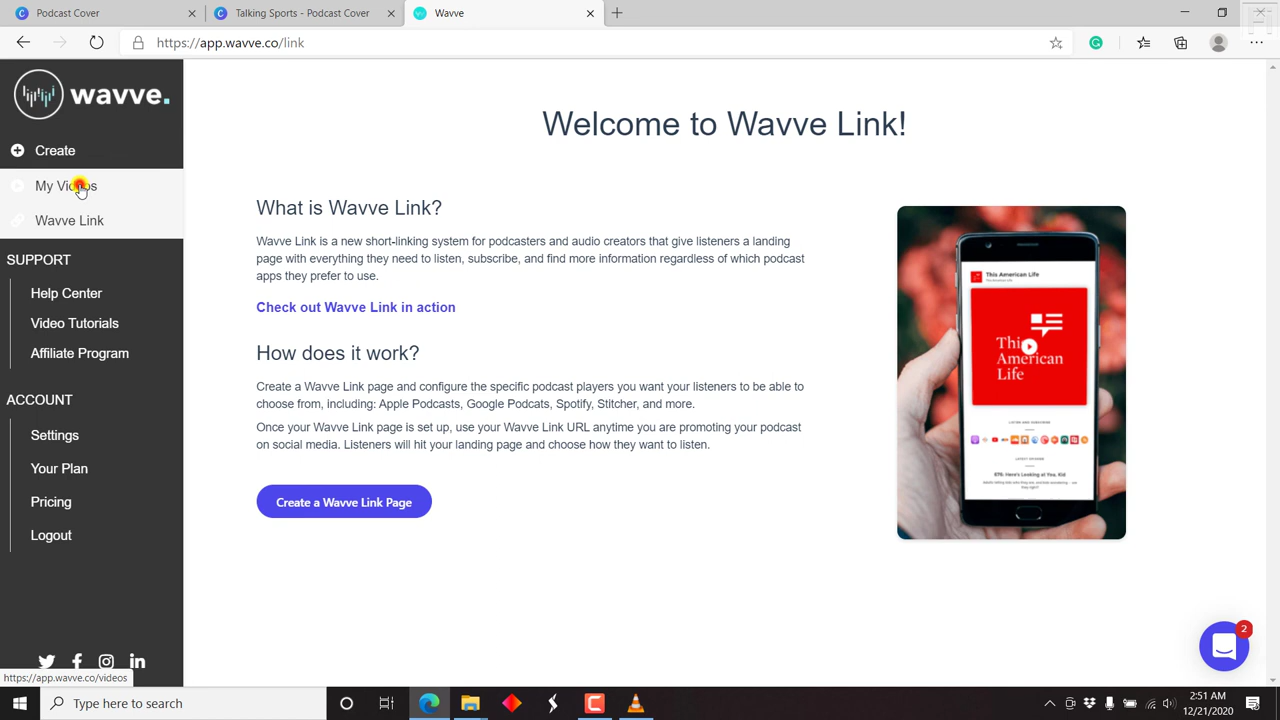 Podcast Cover
Talking Sports - Podcast Cover
Wavve
https://app.wavve.co/link
wavve.
Create
My Videos
Wavve Link
SUPPORT
Help Center
Video Tutorials
Affiliate Program
ACCOUNT
Settings
Your Plan
Pricing
Logout
https://app.wavve.co/videos
Welcome to Wavve Link!
What is Wavve Link?
Wavve Link is a new short-linking system for podcasters and audio creators that give listeners a landing
page with everything they need to listen, subscribe, and find more information regardless of which podcast
apps they prefer to use.
Check out Wavve Link in action
How does it work?
Create a Wavve Link page and configure the specific podcast players you want your listeners to be able to
choose from, including: Apple Podcasts, Google Podcats, Spotify, Stitcher, and more.
Once your Wavve Link page is set up, use your Wavve Link URL anytime you are promoting your podcast
on social media. Listeners will hit your landing page and choose how they want to listen.
Create a Wavve Link Page
This American Life
This
American
Life
LISTEN AND SUBSCRIBE
LATEST EPISODE
2
Type here to search
2:51 AM
12/21/2020